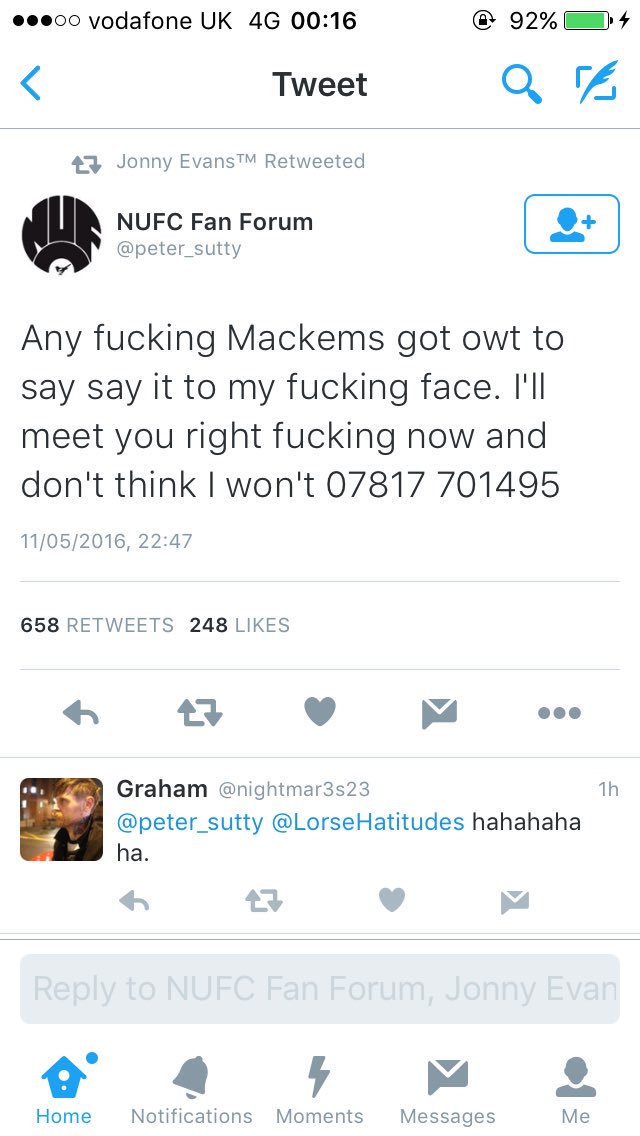 vodafone UK 4G 00:16 92%
Tweet
Jonny Evans™ Retweeted
NUFC Fan Forum
@peter_sutty
Any fucking Mackems got owt to
say say it to my fucking face. I'll
meet you right fucking now and
don't think I won't 07817 701495
11/05/2016, 22:47
658 RETWEETS 248 LIKES
Graham @nightmar3s23 1h
@peter_sutty @LorseHatitudes hahahaha
ha.
Reply to NUFC Fan Forum, Jonny Evan
Home Notifications Moments Messages Me